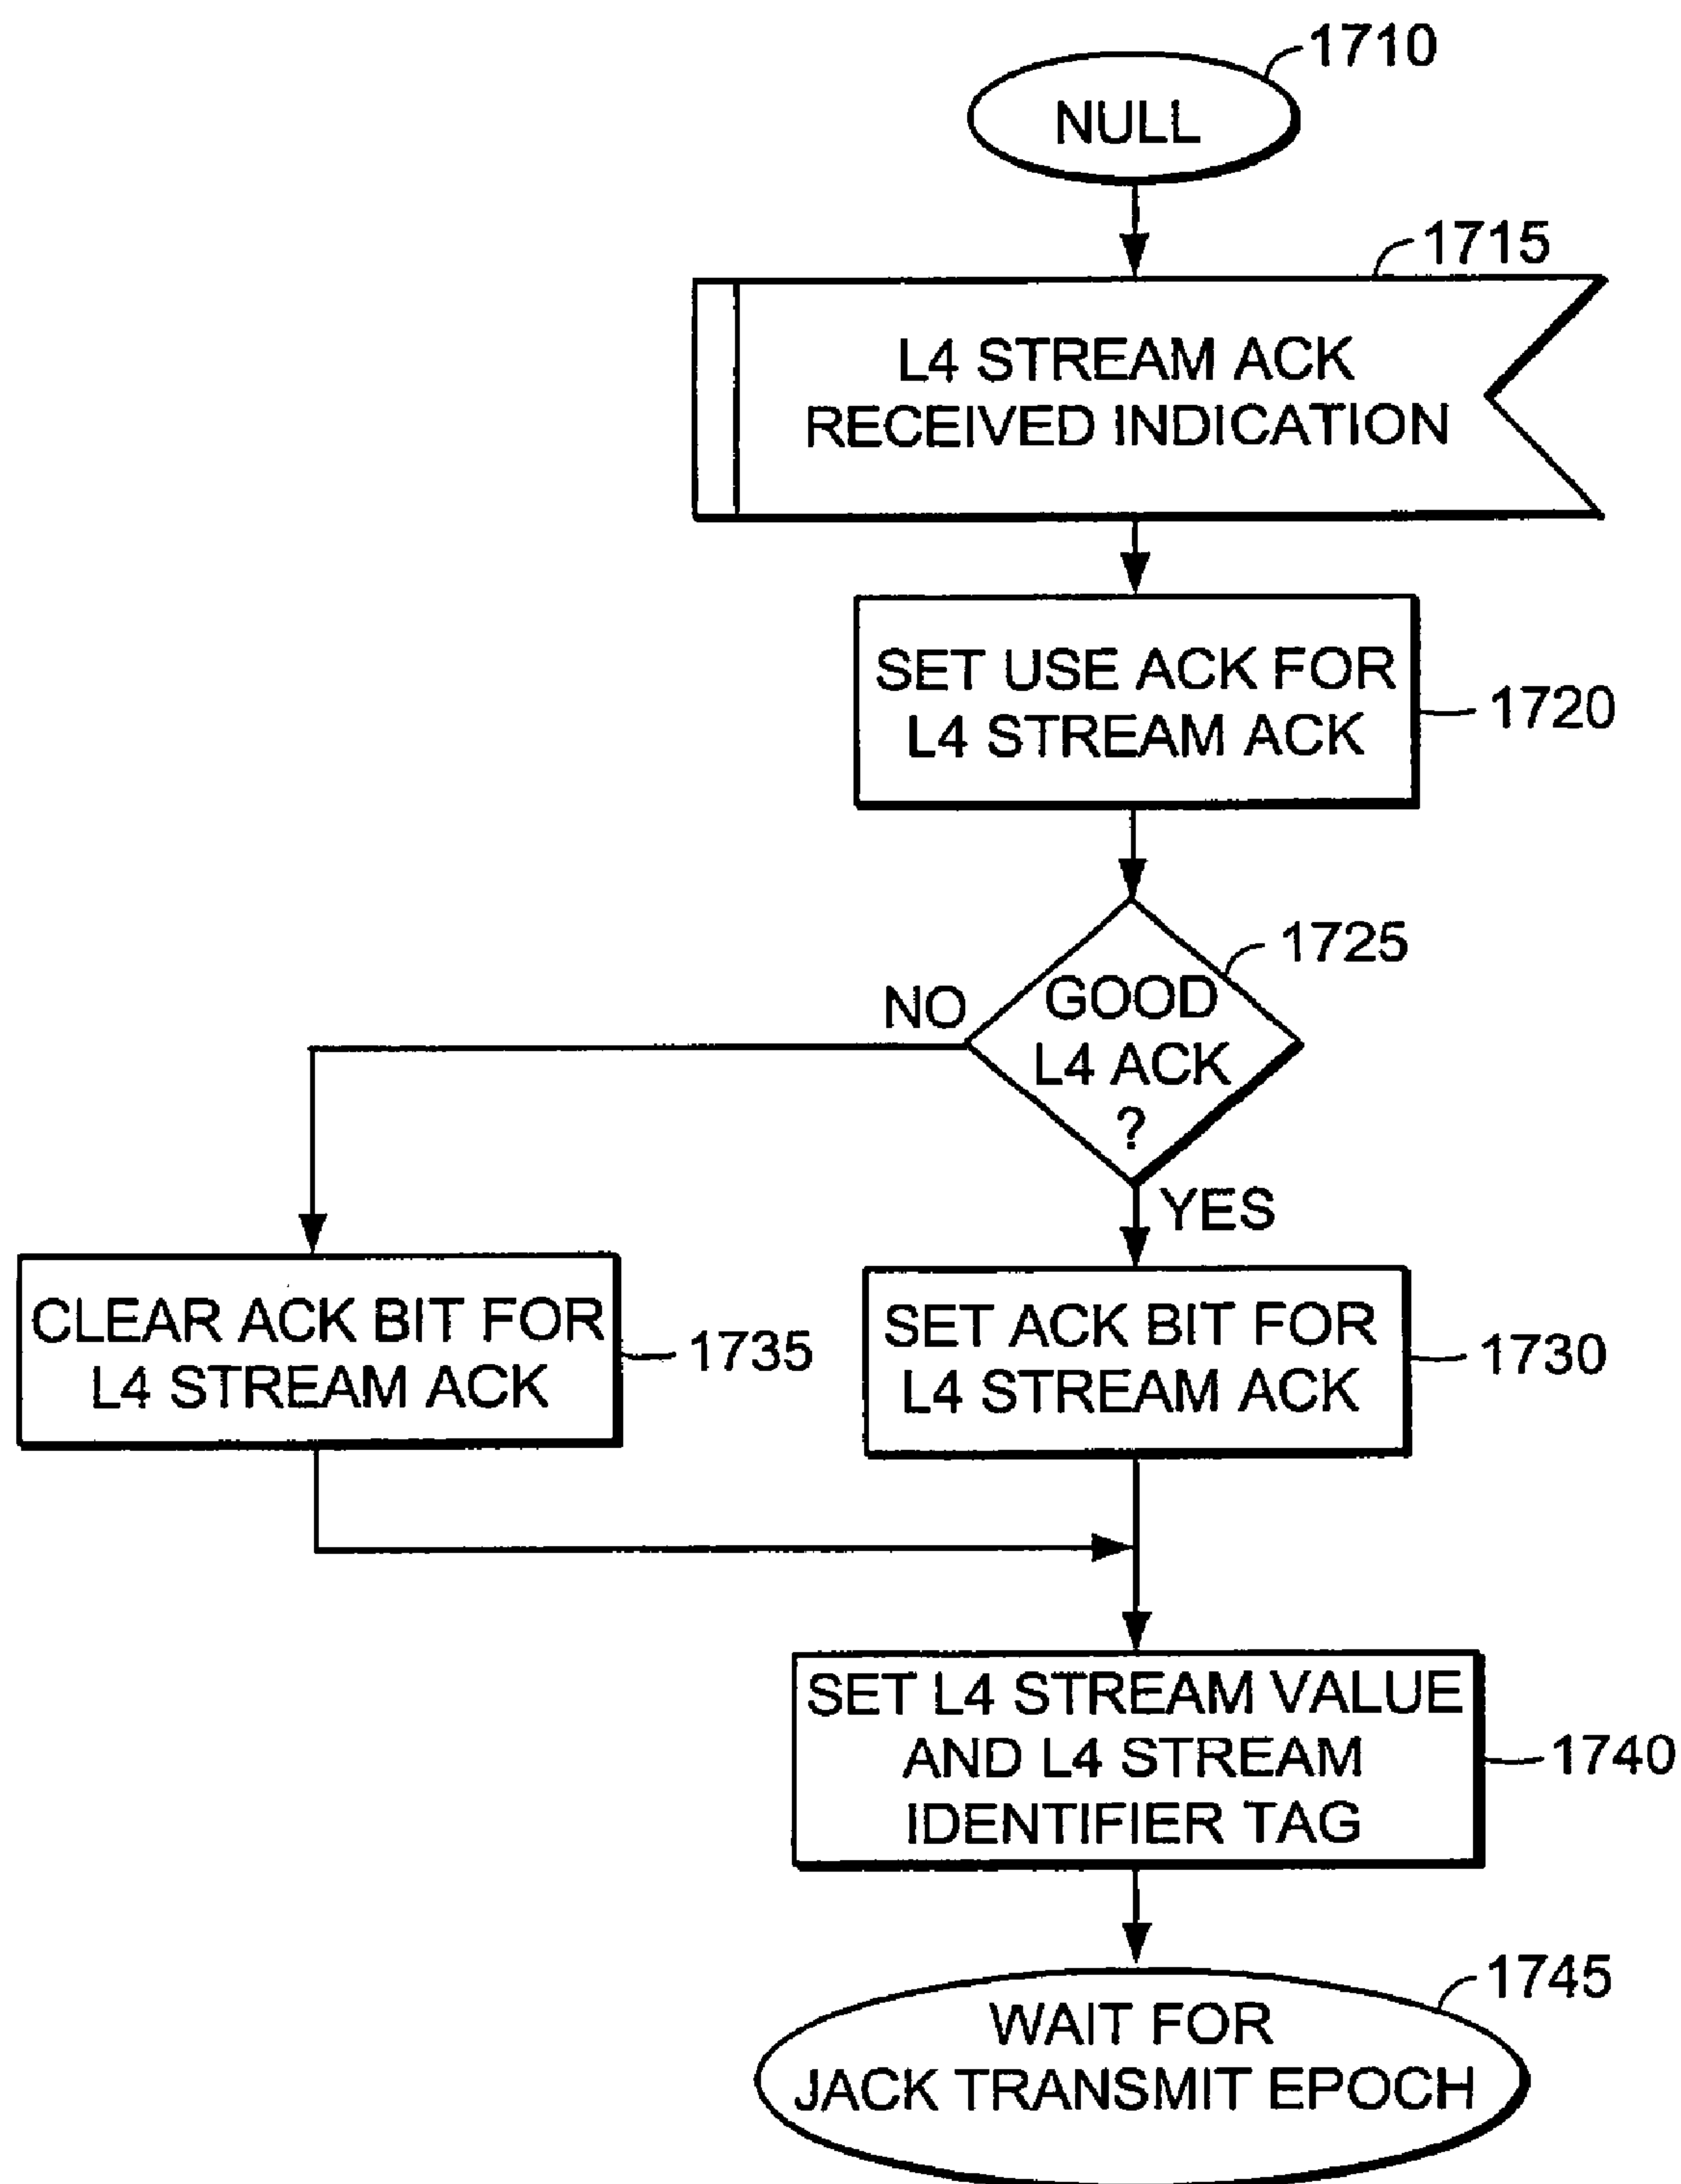 1710
NULL
1715
L4 STREAM ACK
RECEIVED INDICATION
SET USE ACK FOR
L4 STREAM ACK
1720
1725
GOOD
L4 ACK
?
NO
YES
CLEAR ACK BIT FOR
L4 STREAM ACK
1735
SET ACK BIT FOR
L4 STREAM ACK
1730
SET L4 STREAM VALUE
AND L4 STREAM
IDENTIFIER TAG
1740
1745
WAIT FOR
JACK TRANSMIT EPOCH